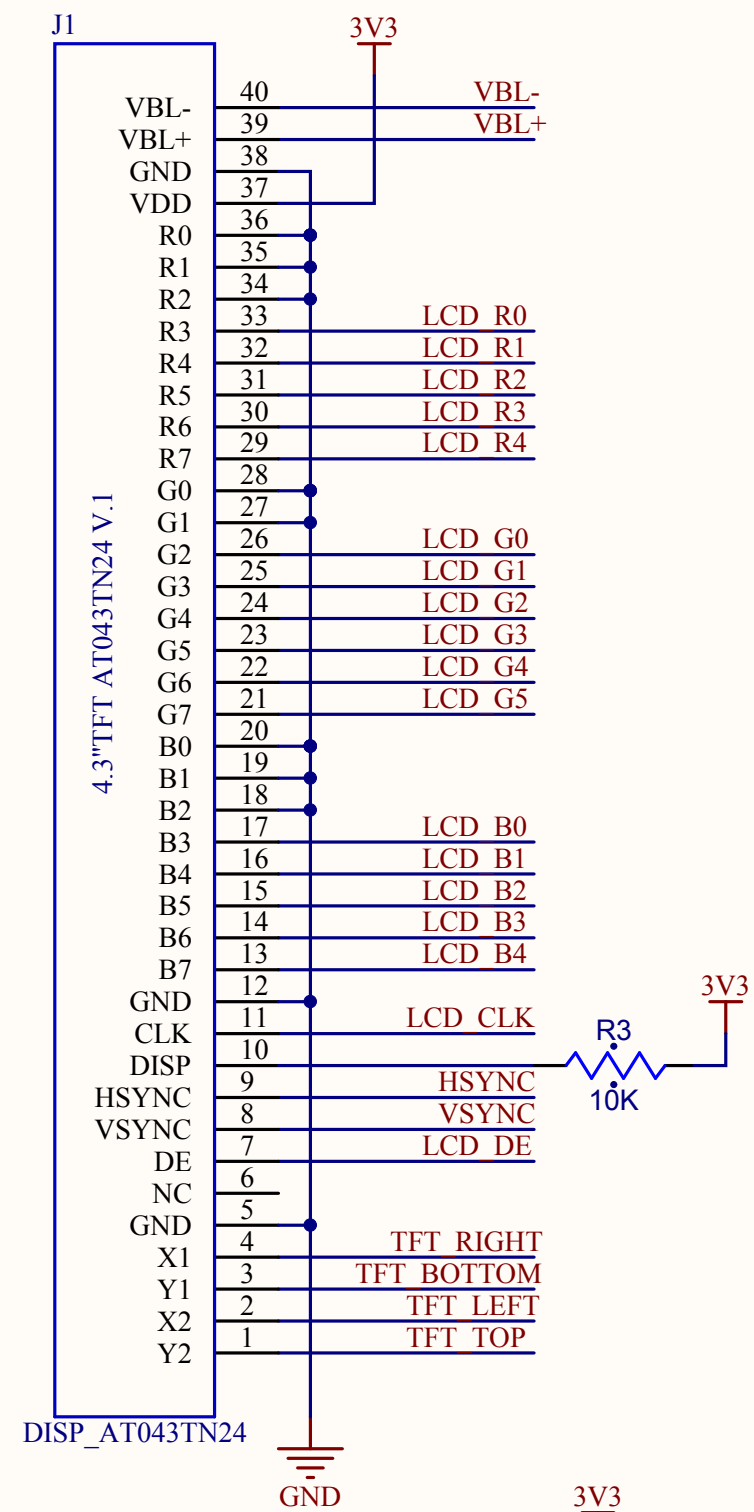 J1
3V3
VBL- 40 VBL-
VBL+ 39 VBL+
GND 38
VDD 37
R0 36
R1 35
R2 34
R3 33 LCD_R0
R4 32 LCD_R1
R5 31 LCD_R2
R6 30 LCD_R3
R7 29 LCD_R4
G0 28
G1 27
G2 26 LCD_G0
G3 25 LCD_G1
G4 24 LCD_G2
G5 23 LCD_G3
G6 22 LCD_G4
G7 21 LCD_G5
B0 20
B1 19
B2 18
B3 17 LCD_B0
B4 16 LCD_B1
B5 15 LCD_B2
B6 14 LCD_B3
B7 13 LCD_B4
GND 12
CLK 11 LCD_CLK
DISP 10
HSYNC 9 HSYNC
VSYNC 8 VSYNC
DE 7 LCD_DE
NC 6
GND 5
X1 4 TFT_RIGHT
Y1 3 TFT_BOTTOM
X2 2 TFT_LEFT
Y2 1 TFT_TOP
4.3"TFT AT043TN24 V.1
3V3
R3
10K
DISP_AT043TN24
GND
3V3